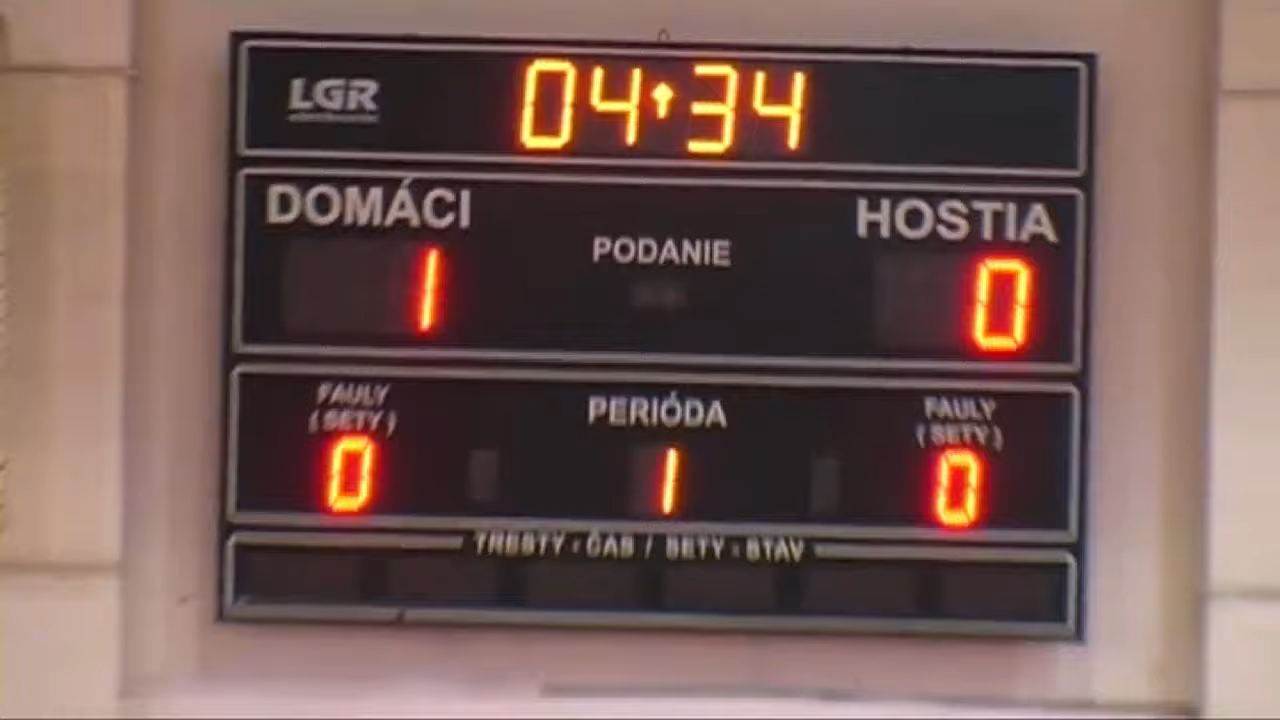 LGR
04:34
DOMÁCI
HOSTIA
PODANIE
1
0
FAULY
(SETY)
PERIÓDA
FAULY
(SETY)
0
1
0
TRESTY - ČAS / SETY - STAV